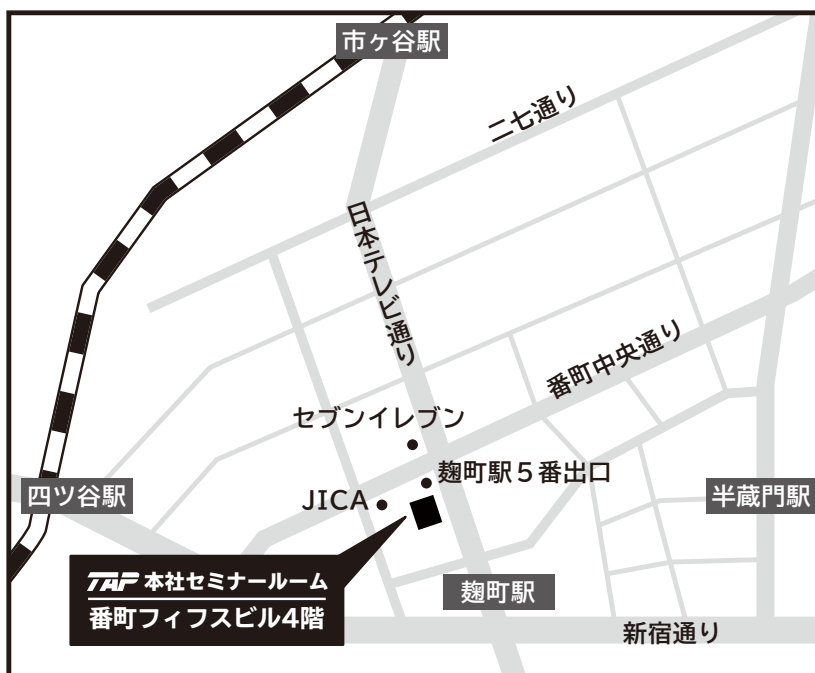 市ヶ谷駅
二七通り
日本テレビ通り
番町中央通り
セブンイレブン
麹町駅5番出口
四ツ谷駅
JICA
半蔵門駅
TAP 本社セミナールーム
番町フィフスビル4階
麹町駅
新宿通り